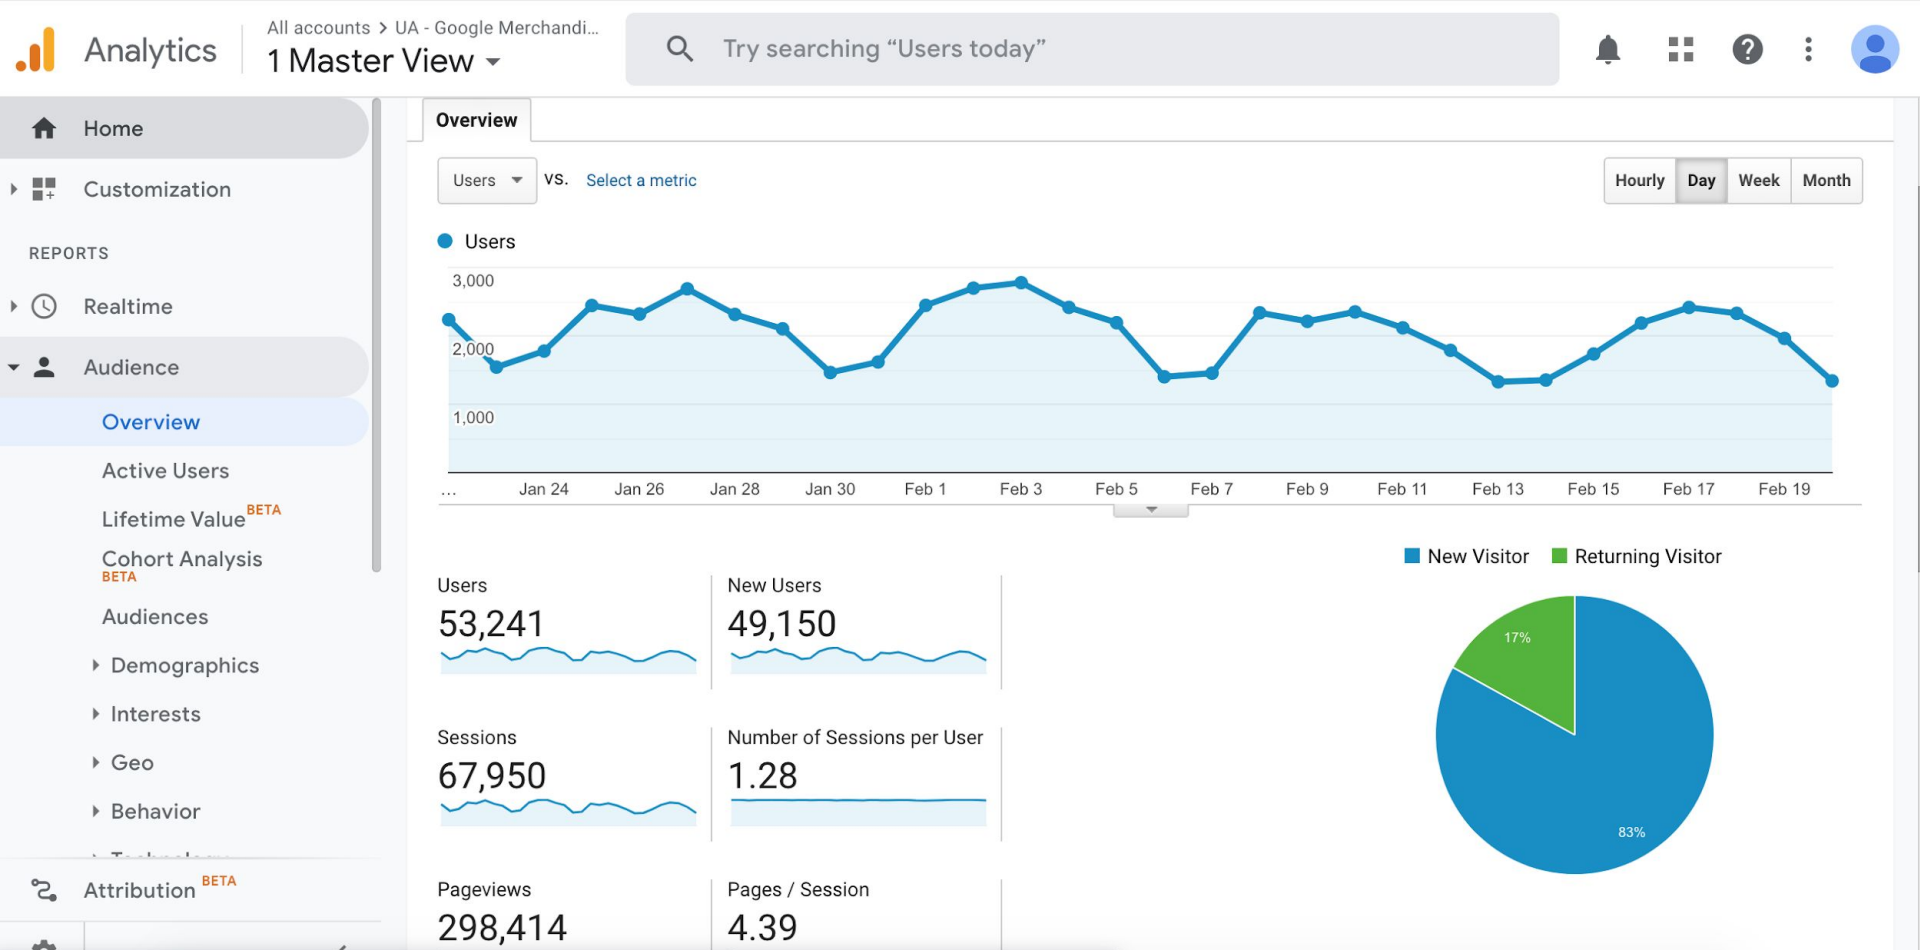 Analytics
All accounts > UA - Google Merchandi...
1 Master View
Try searching “Users today”
Home
Customization
REPORTS
Realtime
Audience
Overview
Active Users
Lifetime Value BETA
Cohort Analysis
BETA
Audiences
Demographics
Interests
Geo
Behavior
Attribution BETA
Overview
Users
VS.
Select a metric
Hourly
Day
Week
Month
Users
3,000
2,000
1,000
...
Jan 24
Jan 26
Jan 28
Jan 30
Feb 1
Feb 3
Feb 5
Feb 7
Feb 9
Feb 11
Feb 13
Feb 15
Feb 17
Feb 19
Users
53,241
New Users
49,150
Sessions
67,950
Number of Sessions per User
1.28
Pageviews
298,414
Pages / Session
4.39
New Visitor
Returning Visitor
17%
83%